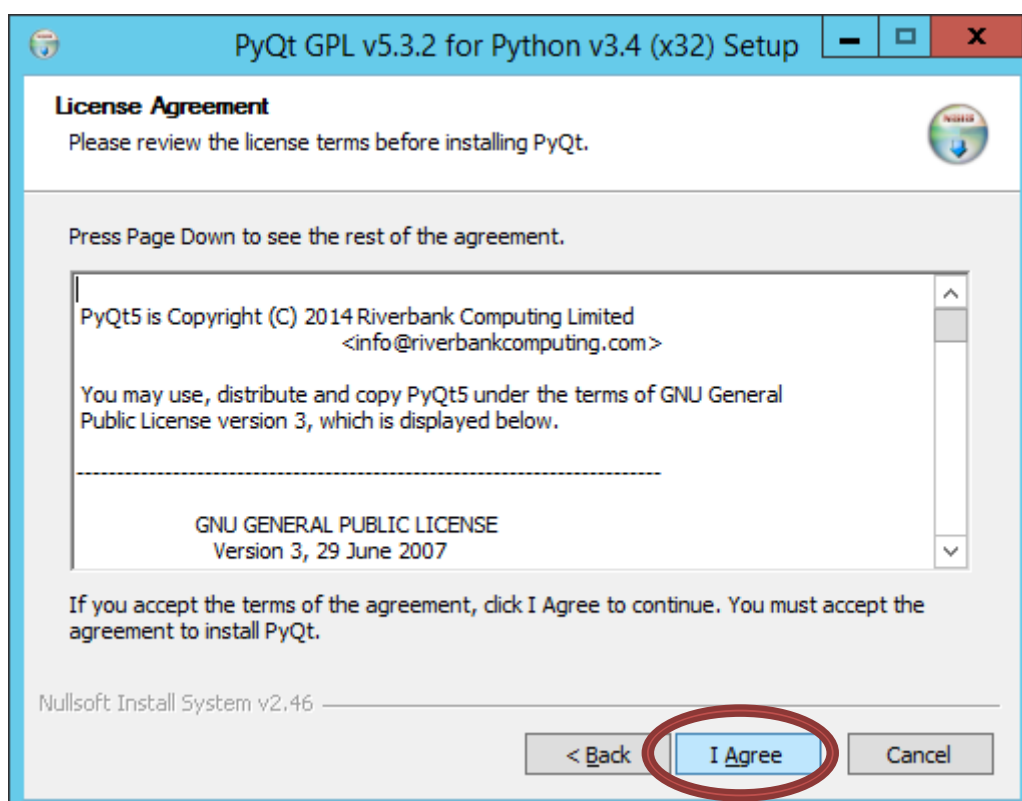 PyQt GPL v5.3.2 for Python v3.4 (x32) Setup
License Agreement
Please review the license terms before installing PyQt.
Press Page Down to see the rest of the agreement.
PyQt5 is Copyright (C) 2014 Riverbank Computing Limited
<info@riverbankcomputing.com>
You may use, distribute and copy PyQt5 under the terms of GNU General
Public License version 3, which is displayed below.
-------------------------------------------------------------------------
GNU GENERAL PUBLIC LICENSE
Version 3, 29 June 2007
If you accept the terms of the agreement, click I Agree to continue. You must accept the
agreement to install PyQt.
Nullsoft Install System v2.46
< Back
I Agree
Cancel